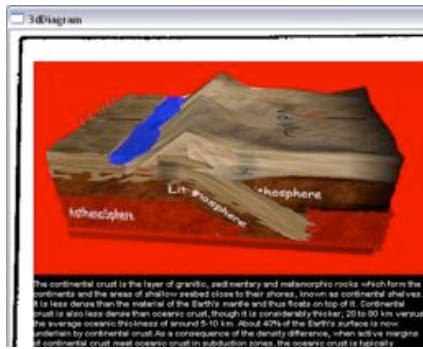 3dDiagram
Lithosphere
thosphere
AstheneSphere
The continental crust is the layer of granitic, sedimentary and metamorphic rocks which form the
continents and the areas of shallow seabed close to their shores, known as continental shelves.
It is less dense than the material of the Earth's mantle and thus floats on top of it. Continental
crust is also less dense than oceanic crust, though it is considerably thicker; 20 to 80 km versus
the average oceanic thickness of around 5-10 km. About 40% of the Earth's surface is now
underlain by continental crust.As a consequence of the density difference, when active margins
of continental crust meet oceanic crust in subduction zones, the oceanic crust is typically